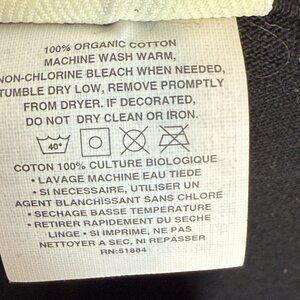 100% ORGANIC COTTON
MACHINE WASH WARM,
NON-CHLORINE BLEACH WHEN NEEDED,
TUMBLE DRY LOW, REMOVE PROMPTLY
FROM DRYER. IF DECORATED,
DO NOT DRY CLEAN OR IRON.
40°
COTON 100% CULTURE BIOLOGIQUE
• LAVAGE MACHINE EAU TIEDE
• SI NECESSAIRE, UTILISER UN
AGENT BLANCHISSANT SANS CHLORE
• SECHAGE BASSE TEMPERATURE
• RETIRER RAPIDEMENT DU SECHE
LINGE • SI IMPRIME, NE PAS
NETTOYER A SEC, NI REPASSER
RN:51884